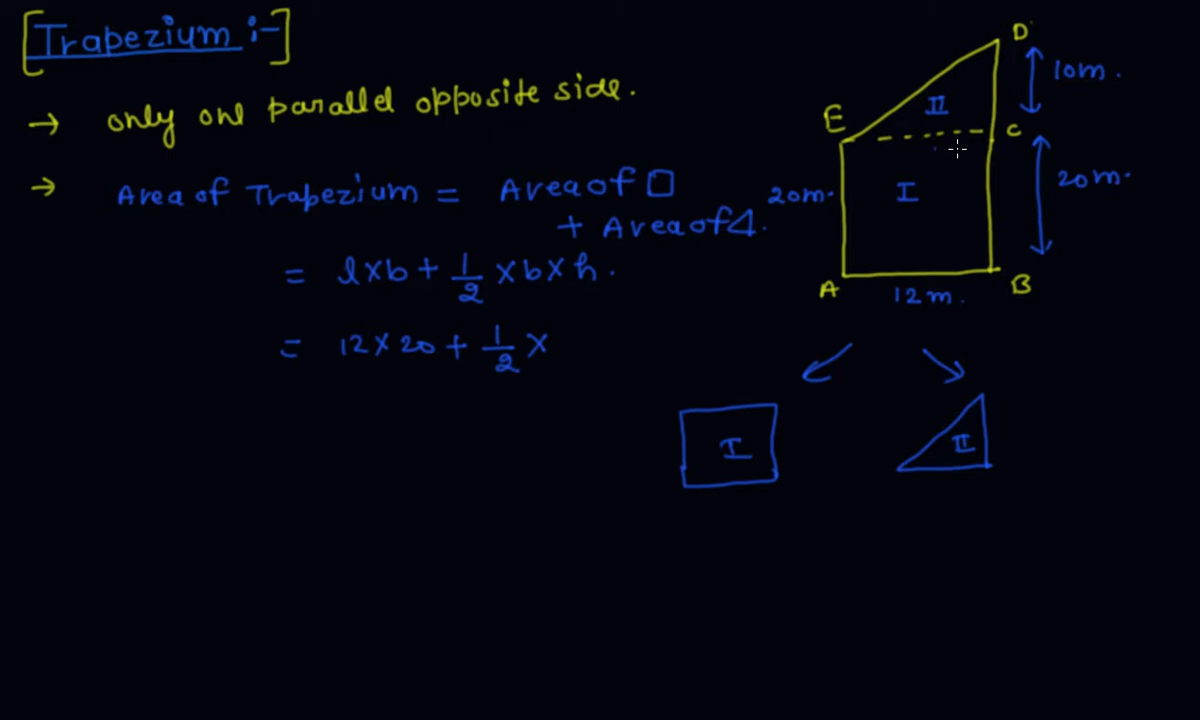 [Trapezium :-]
→ only one parallel opposite side.
→ Area of Trapezium = Area of □
+ Area of ⊿.
= l×b + 1/2 × b × h.
= 12 × 20 + 1/2 ×
D
10m.
II
E
C
20m.
I
20m.
A
12m.
B
I
II